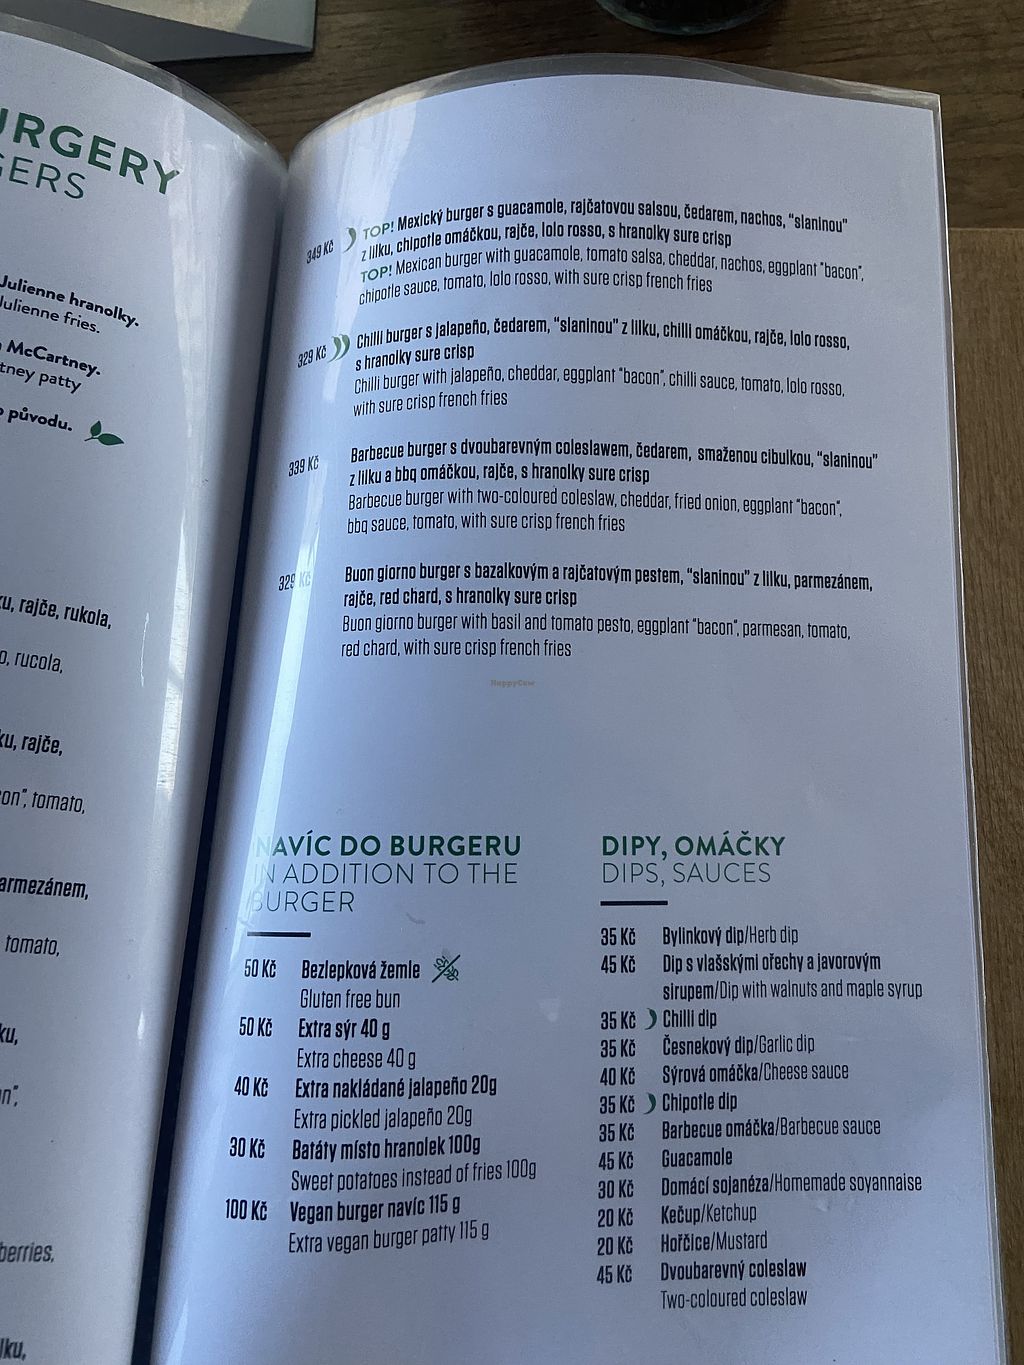 URGERY
GERS
Julienne hranolky.
Julienne fries.
McCartney.
tney patty
původu.
ku, rajče, rukola,
o, rucola,
ku, rajče,
con", tomato,
armezánem,
tomato,
ku,
n",
berries,
lku,
349 Kč TOP! Mexický burger s guacamole, rajčatovou salsou, čedarem, nachos, “slaninou”
z lilku, chipotle omáčkou, rajče, lolo rosso, s hranolky sure crisp
TOP! Mexican burger with guacamole, tomato salsa, cheddar, nachos, eggplant “bacon”,
chipotle sauce, tomato, lolo rosso, with sure crisp french fries
329 Kč Chilli burger s jalapeño, čedarem, “slaninou” z lilku, chilli omáčkou, rajče, lolo rosso,
s hranolky sure crisp
Chilli burger with jalapeño, cheddar, eggplant “bacon”, chilli sauce, tomato, lolo rosso,
with sure crisp french fries
339 Kč Barbecue burger s dvoubarevným coleslawem, čedarem, smaženou cibulkou, “slaninou”
z lilku a bbq omáčkou, rajče, s hranolky sure crisp
Barbecue burger with two-coloured coleslaw, cheddar, fried onion, eggplant “bacon”,
bbq sauce, tomato, with sure crisp french fries
329 Kč Buon giorno burger s bazalkovým a rajčatovým pestem, “slaninou” z lilku, parmezánem,
rajče, red chard, s hranolky sure crisp
Buon giorno burger with basil and tomato pesto, eggplant “bacon”, parmesan, tomato,
red chard, with sure crisp french fries
HappyCow
NAVÍC DO BURGERU
IN ADDITION TO THE
BURGER
50 Kč Bezlepková žemle
Gluten free bun
50 Kč Extra sýr 40 g
Extra cheese 40 g
40 Kč Extra nakládané jalapeño 20g
Extra pickled jalapeño 20g
30 Kč Batáty místo hranolek 100g
Sweet potatoes instead of fries 100g
100 Kč Vegan burger navíc 115 g
Extra vegan burger patty 115 g
DIPY, OMÁČKY
DIPS, SAUCES
35 Kč Bylinkový dip/Herb dip
45 Kč Dip s vlašskými ořechy a javorovým
sirupem/Dip with walnuts and maple syrup
35 Kč Chilli dip
35 Kč Česnekový dip/Garlic dip
40 Kč Sýrová omáčka/Cheese sauce
35 Kč Chipotle dip
35 Kč Barbecue omáčka/Barbecue sauce
45 Kč Guacamole
30 Kč Domácí sojanéza/Homemade soyannaise
20 Kč Kečup/Ketchup
20 Kč Hořčice/Mustard
45 Kč Dvoubarevný coleslaw
Two-coloured coleslaw